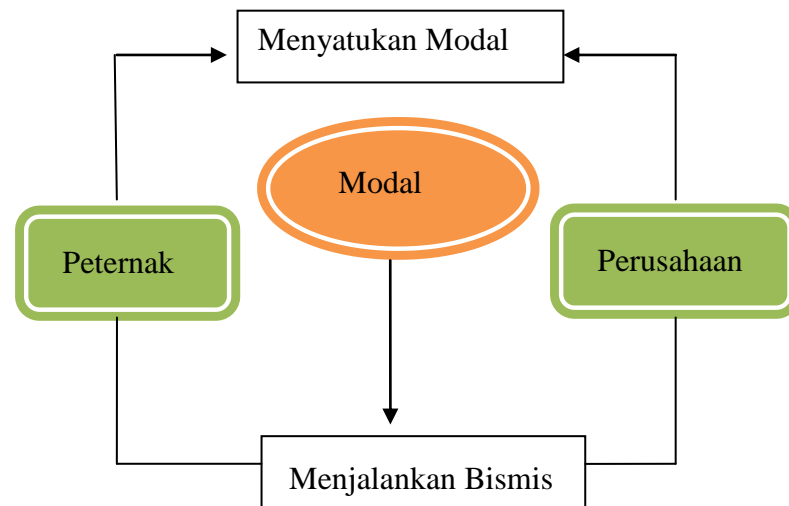 Menyatukan Modal
Modal
Peternak
Perusahaan
Menjalankan Bismis